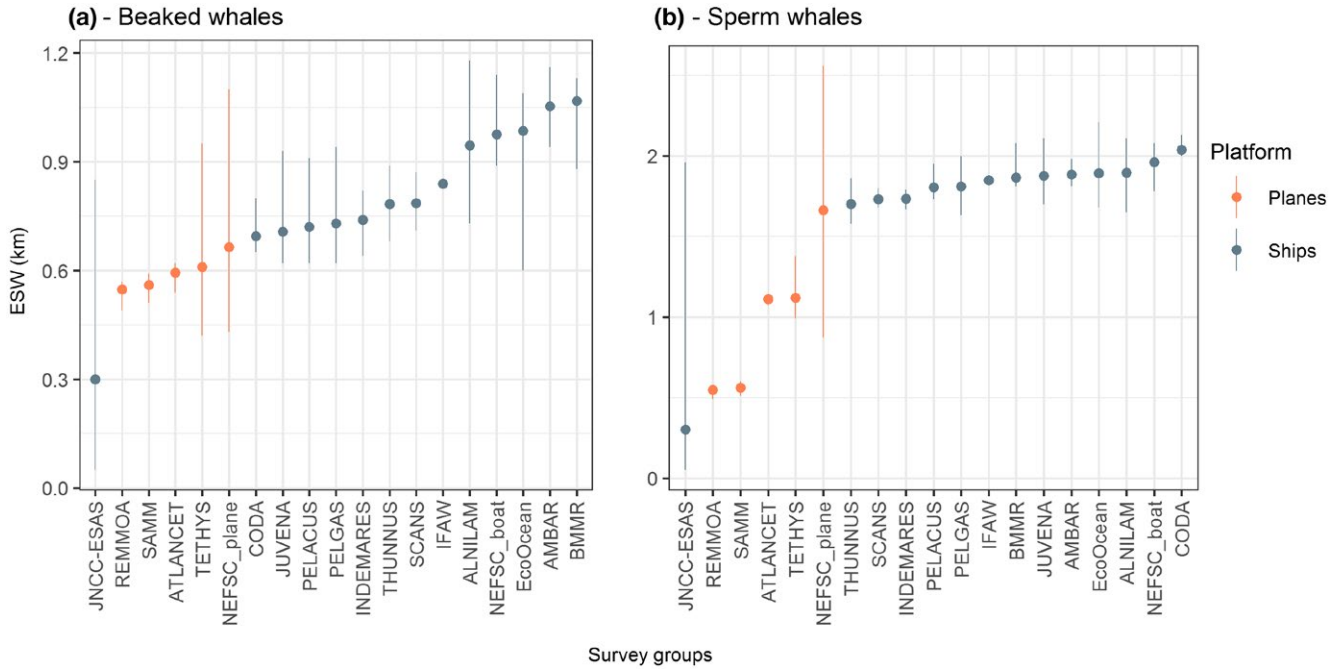 (a) - Beaked whales
1.2
0.9
0.6
0.3
0.0
ESW (km)
JNCC-ESAS
REMMOA
SAMM
ATLANCET
TETHYS
NEFSC_plane
CODA
JUVENA
PELACUS
PELGAS
INDEMARES
THUNNUS
SCANS
IFAW
ALNILAM
NEFSC_boat
EcoOcean
AMBAR
BMMR
(b) - Sperm whales
2
1
0
JNCC-ESAS
REMMOA
SAMM
ATLANCET
TETHYS
NEFSC_plane
THUNNUS
SCANS
INDEMARES
PELACUS
PELGAS
IFAW
BMMR
JUVENA
AMBAR
EcoOcean
ALNILAM
NEFSC_boat
CODA
Survey groups
Platform
Planes
Ships